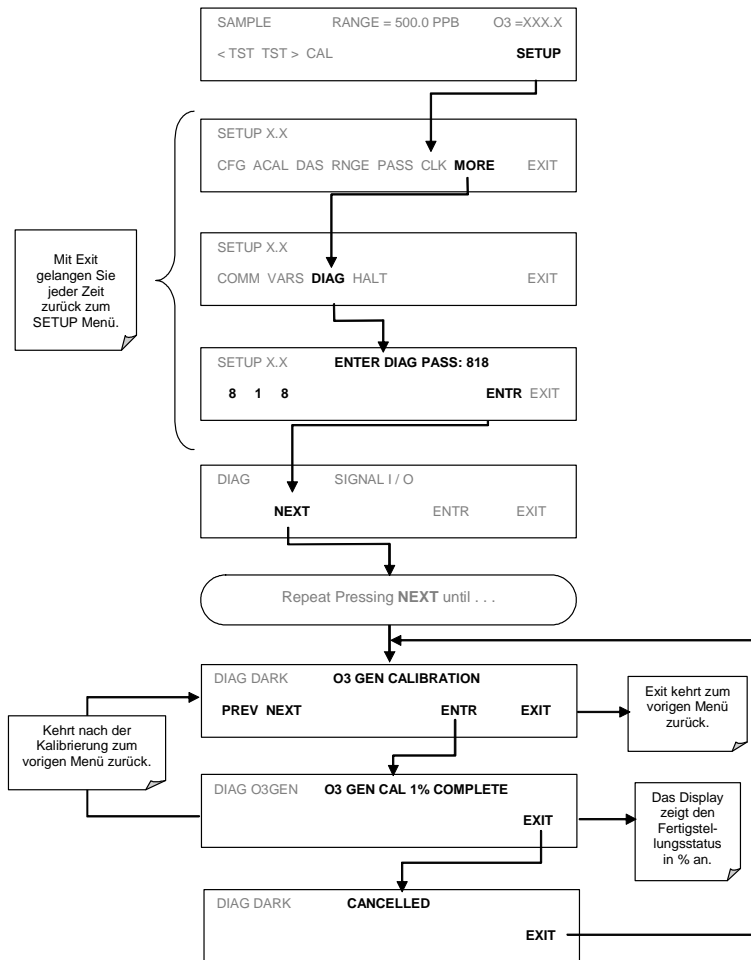 SAMPLE RANGE = 500.0 PPB O3 =XXX.X
< TST TST > CAL SETUP
SETUP X.X
CFG ACAL DAS RNGE PASS CLK MORE EXIT
Mit Exit
gelangen Sie
jeder Zeit
zurück zum
SETUP Menü.
SETUP X.X
COMM VARS DIAG HALT EXIT
SETUP X.X ENTER DIAG PASS: 818
8 1 8 ENTR EXIT
DIAG SIGNAL I / O
NEXT ENTR EXIT
Repeat Pressing NEXT until . . .
DIAG DARK O3 GEN CALIBRATION
PREV NEXT ENTR EXIT
Exit kehrt zum
vorigen Menü
zurück.
Kehrt nach der
Kalibrierung zum
vorigen Menü zurück.
DIAG O3GEN O3 GEN CAL 1% COMPLETE
EXIT
Das Display
zeigt den
Fertigstel-
lungsstatus
in % an.
DIAG DARK CANCELLED
EXIT